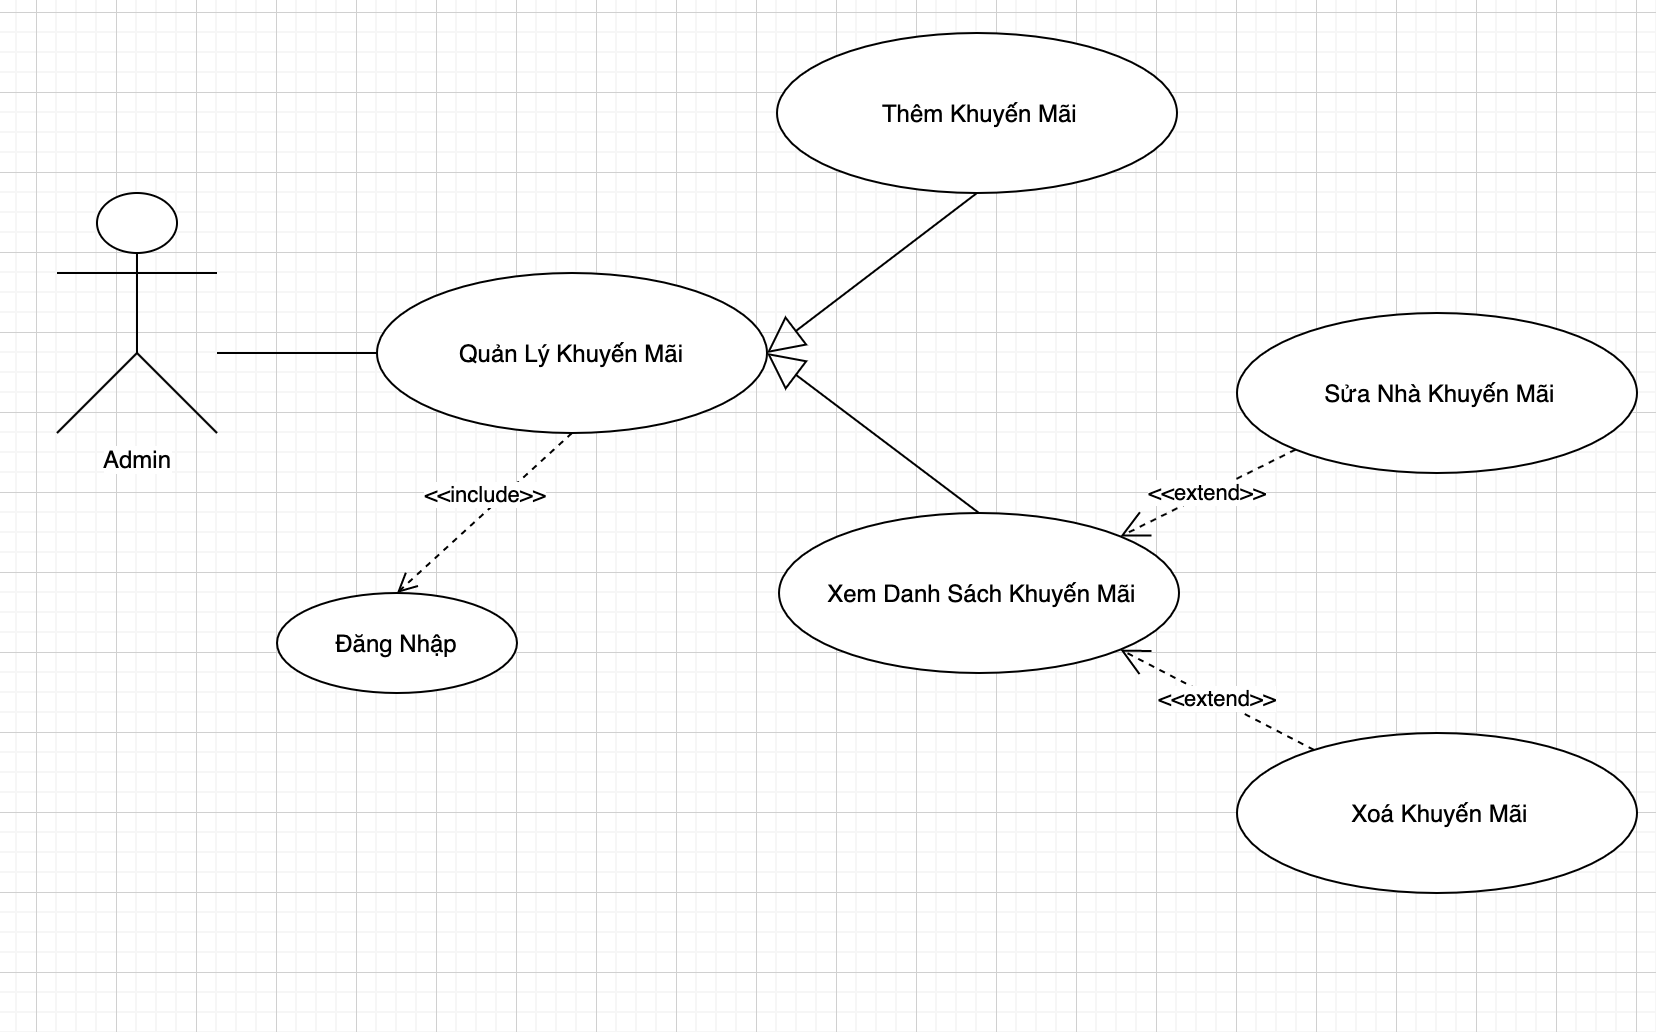 Thêm Khuyến Mãi
Quản Lý Khuyến Mãi
Sửa Nhà Khuyến Mãi
Admin
<<include>>
<<extend>>
Xem Danh Sách Khuyến Mãi
Đăng Nhập
<<extend>>
Xoá Khuyến Mãi